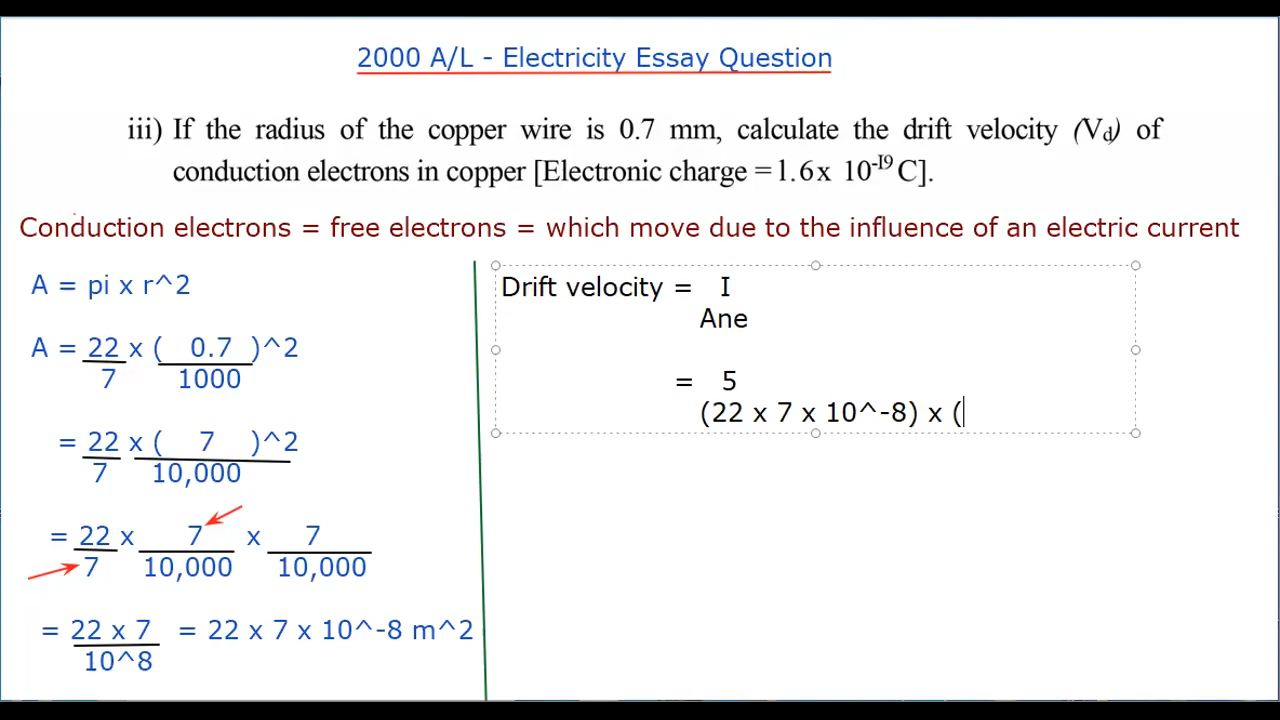 2000 A/L - Electricity Essay Question
iii) If the radius of the copper wire is 0.7 mm, calculate the drift velocity (Vd) of
conduction electrons in copper [Electronic charge = 1.6x 10^-19 C].
Conduction electrons = free electrons = which move due to the influence of an electric current
A = pi x r^2
A = 22 x ( 0.7 )^2
7 1000
= 22 x ( 7 )^2
7 10,000
= 22 x 7 x 7
7 10,000 10,000
= 22 x 7 = 22 x 7 x 10^-8 m^2
10^8
Drift velocity = I
Ane
= 5
(22 x 7 x 10^-8) x (